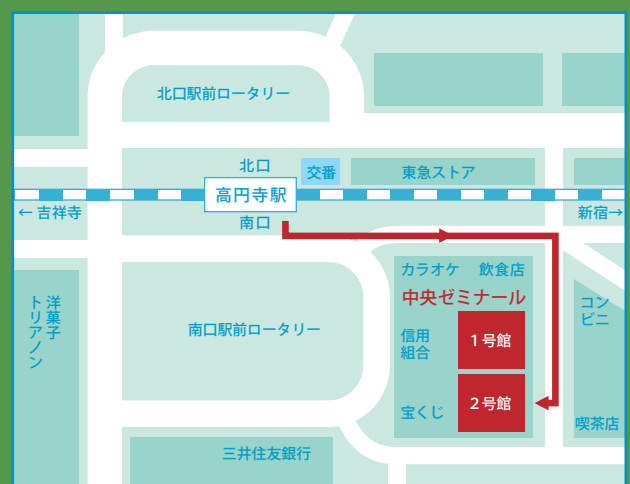 北口駅前ロータリー
北口
交番
東急ストア
高円寺駅
←吉祥寺
南口
新宿→
カラオケ 飲食店
中央ゼミナール
洋菓子
トリアノン
南口駅前ロータリー
信用
組合
1号館
コン
ビニ
2号館
宝くじ
喫茶店
三井住友銀行